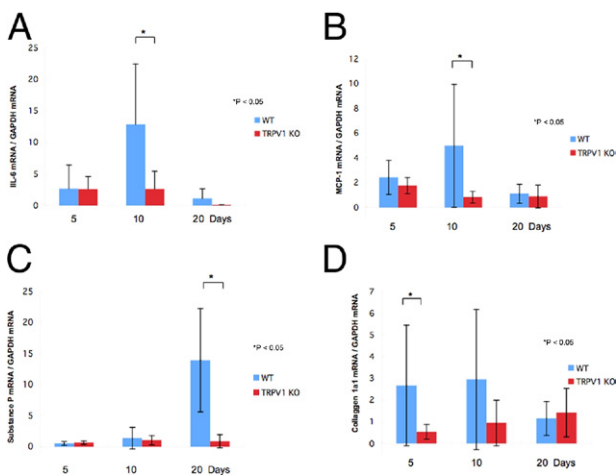 A
IL-6 mRNA / GAPDH mRNA
25
20
15
10
5
0
*
*P < 0.05
WT
TRPV1 KO
5 10 20 Days
B
MCP-1 mRNA / GAPDH mRNA
12
10
8
6
4
2
0
*
*P < 0.05
WT
TRPV1 KO
5 10 20 Days
C
Substance P mRNA / GAPDH mRNA
25
20
15
10
5
0
*
*P < 0.05
WT
TRPV1 KO
5 10 20 Days
D
Collaggen 1a1 mRNA / GAPDH mRNA
7
6
5
4
3
2
1
0
*
*P < 0.05
WT
TRPV1 KO
5 10 20 Days